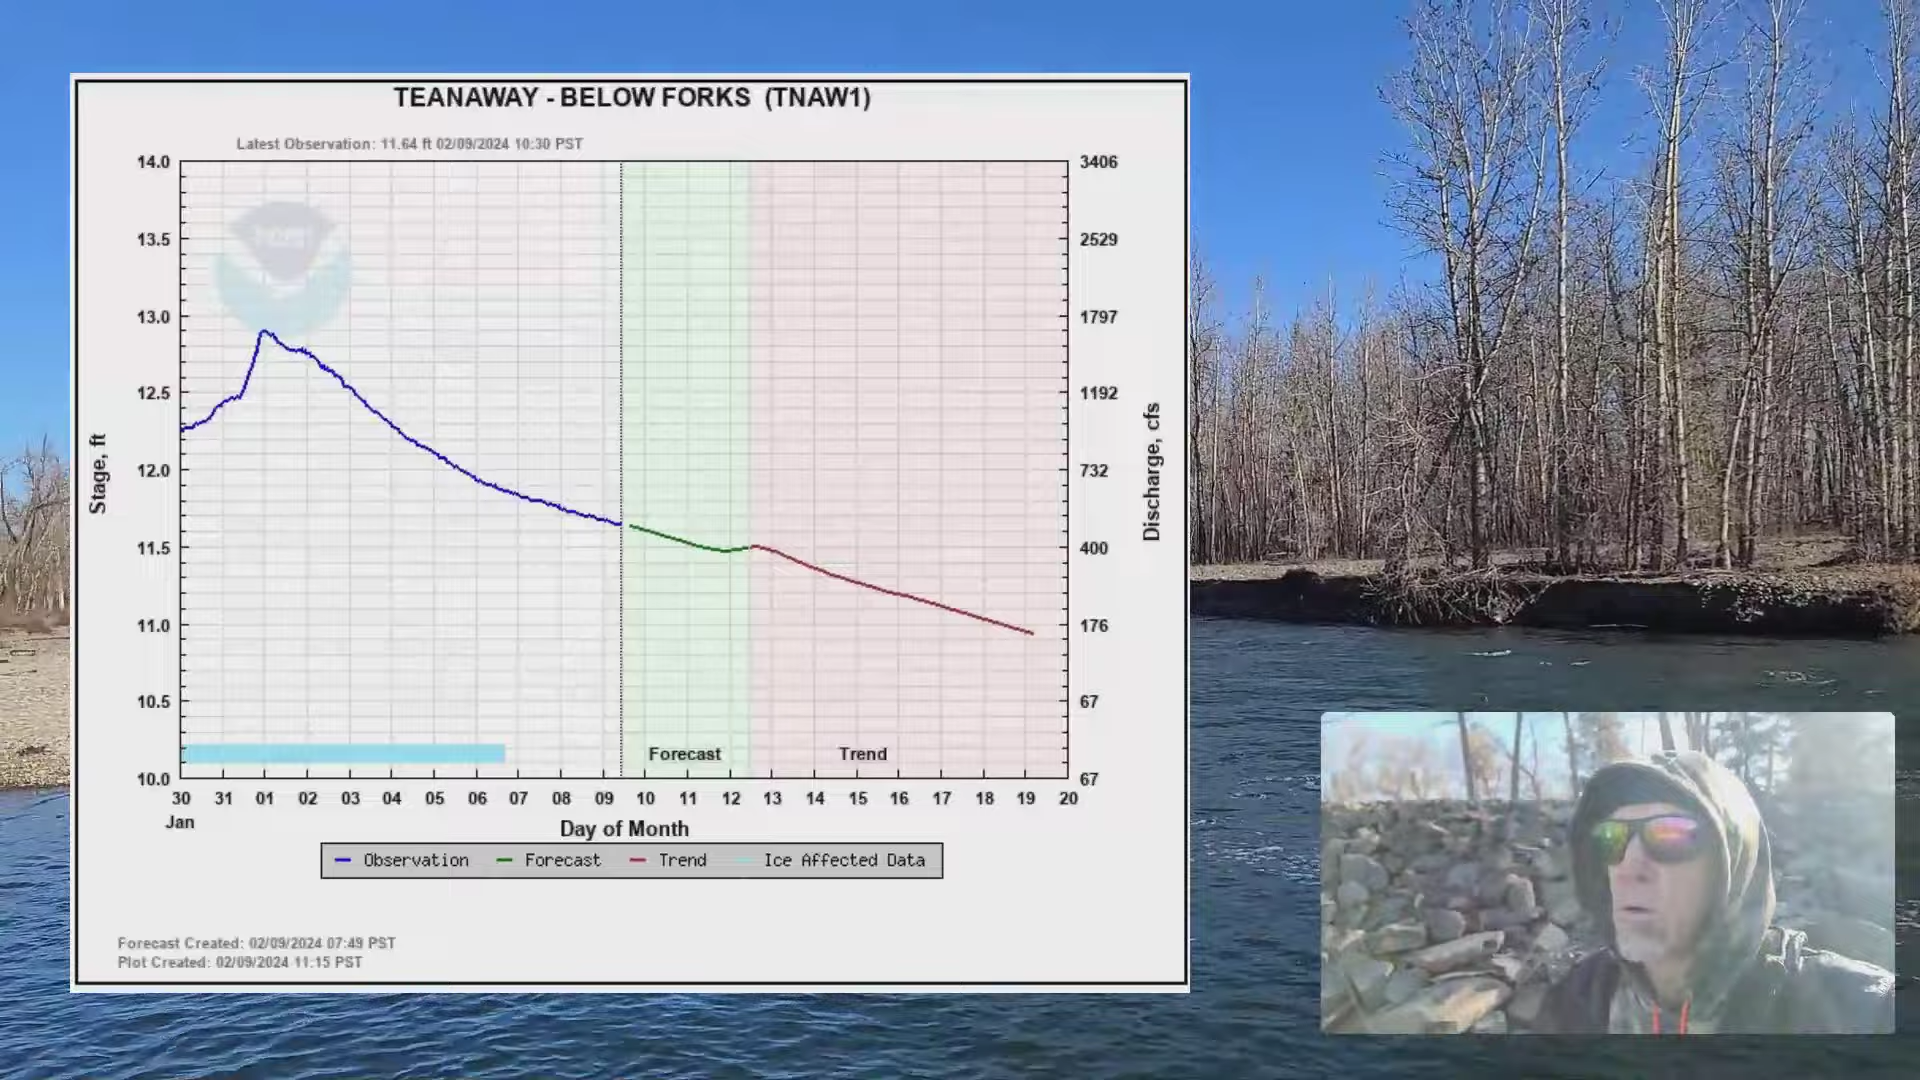 TEANAWAY - BELOW FORKS (TNAW1)
Latest Observation: 11.64 ft 02/09/2024 10:30 PST
14.0
13.5
13.0
12.5
12.0
11.5
11.0
10.5
10.0
Stage, ft
3406
2529
1797
1192
732
400
176
67
67
Discharge, cfs
Forecast
Trend
30 31 01 02 03 04 05 06 07 08 09 10 11 12 13 14 15 16 17 18 19 20
Jan
Day of Month
Observation Forecast Trend Ice Affected Data
Forecast Created: 02/09/2024 07:49 PST
Plot Created: 02/09/2024 11:15 PST